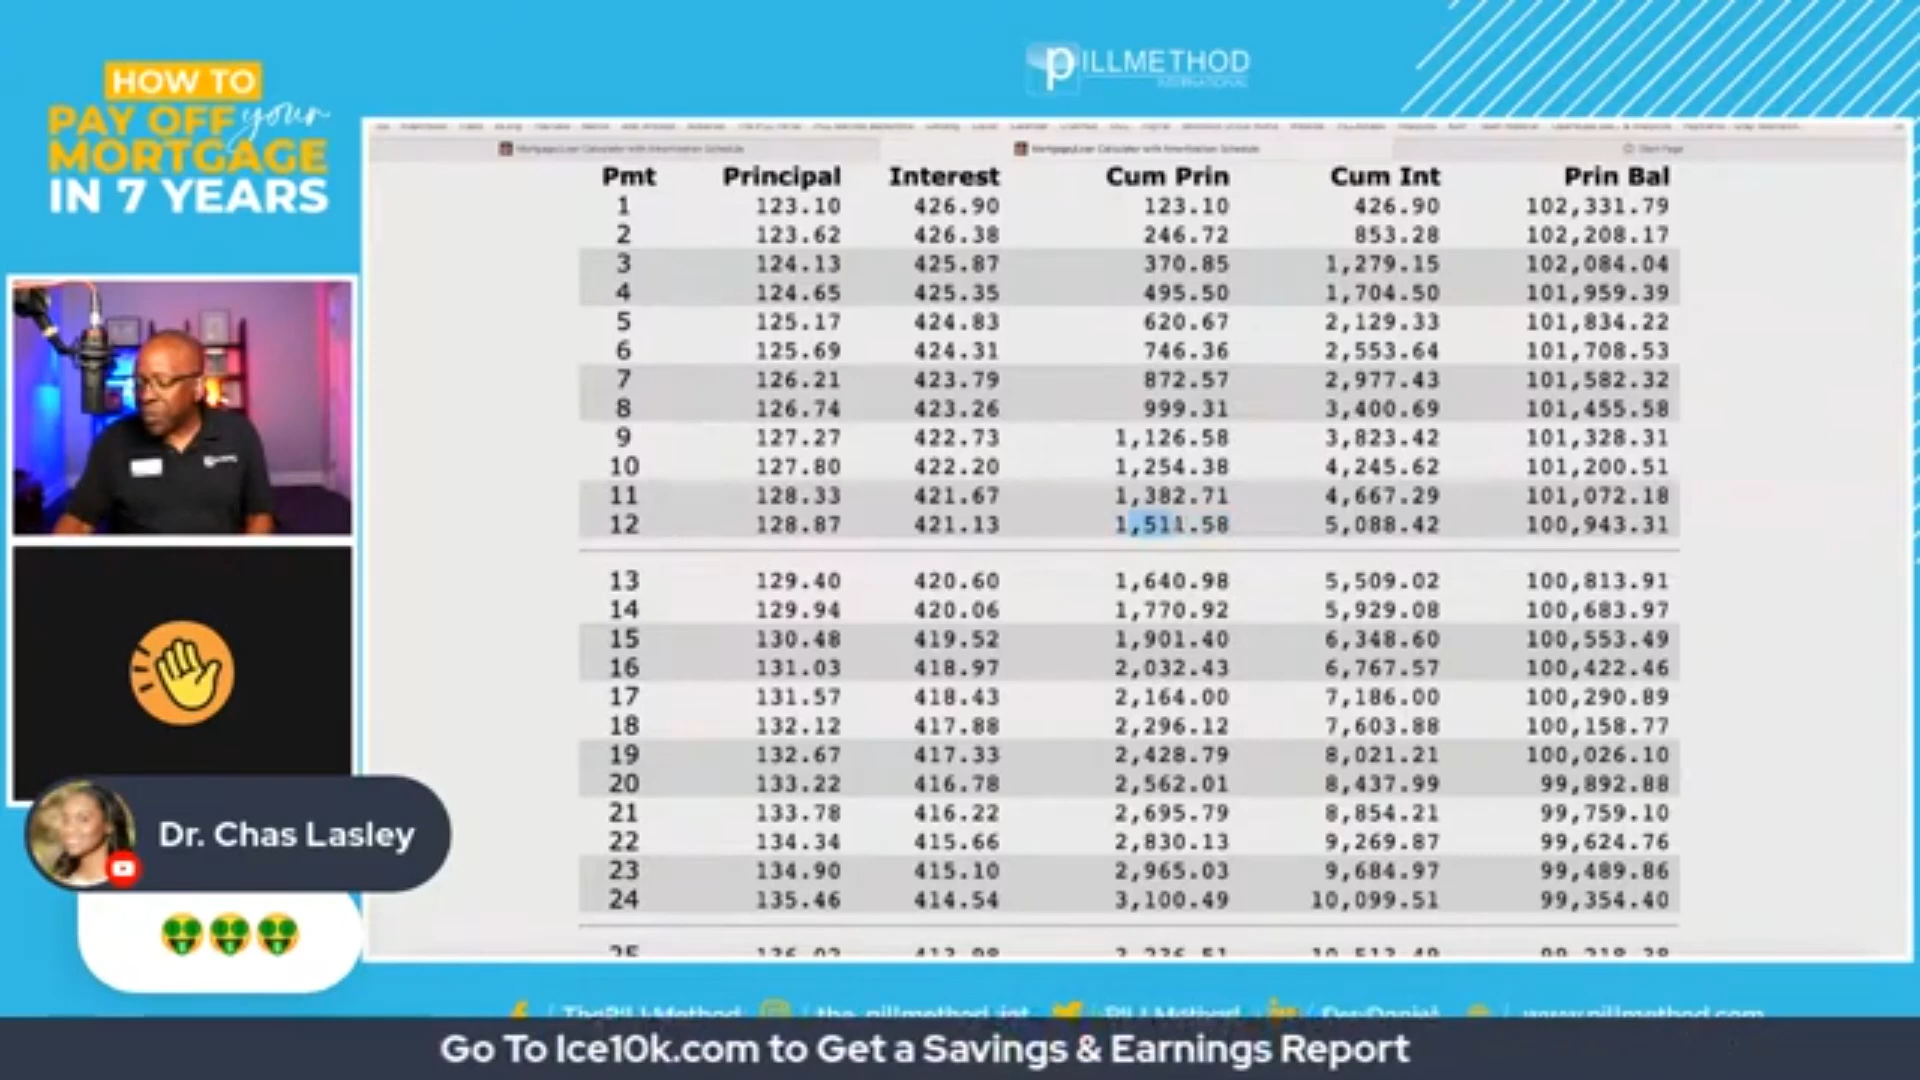 HOW TO
PAY OFF your
MORTGAGE
IN 7 YEARS
PILLMETHOD
INTERNATIONAL
Mortgage/Loan Calculator with Amortization Schedule
Mortgage/Loan Calculator with Amortization Schedule
Start Page
Pmt Principal Interest Cum Prin Cum Int Prin Bal
1 123.10 426.90 123.10 426.90 102,331.79
2 123.62 426.38 246.72 853.28 102,208.17
3 124.13 425.87 370.85 1,279.15 102,084.04
4 124.65 425.35 495.50 1,704.50 101,959.39
5 125.17 424.83 620.67 2,129.33 101,834.22
6 125.69 424.31 746.36 2,553.64 101,708.53
7 126.21 423.79 872.57 2,977.43 101,582.32
8 126.74 423.26 999.31 3,400.69 101,455.58
9 127.27 422.73 1,126.58 3,823.42 101,328.31
10 127.80 422.20 1,254.38 4,245.62 101,200.51
11 128.33 421.67 1,382.71 4,667.29 101,072.18
12 128.87 421.13 1,511.58 5,088.42 100,943.31
13 129.40 420.60 1,640.98 5,509.02 100,813.91
14 129.94 420.06 1,770.92 5,929.08 100,683.97
15 130.48 419.52 1,901.40 6,348.60 100,553.49
16 131.03 418.97 2,032.43 6,767.57 100,422.46
17 131.57 418.43 2,164.00 7,186.00 100,290.89
18 132.12 417.88 2,296.12 7,603.88 100,158.77
19 132.67 417.33 2,428.79 8,021.21 100,026.10
20 133.22 416.78 2,562.01 8,437.99 99,892.88
21 133.78 416.22 2,695.79 8,854.21 99,759.10
22 134.34 415.66 2,830.13 9,269.87 99,624.76
23 134.90 415.10 2,965.03 9,684.97 99,489.86
24 135.46 414.54 3,100.49 10,099.51 99,354.40
Dr. Chas Lasley
Go To Ice10k.com to Get a Savings & Earnings Report